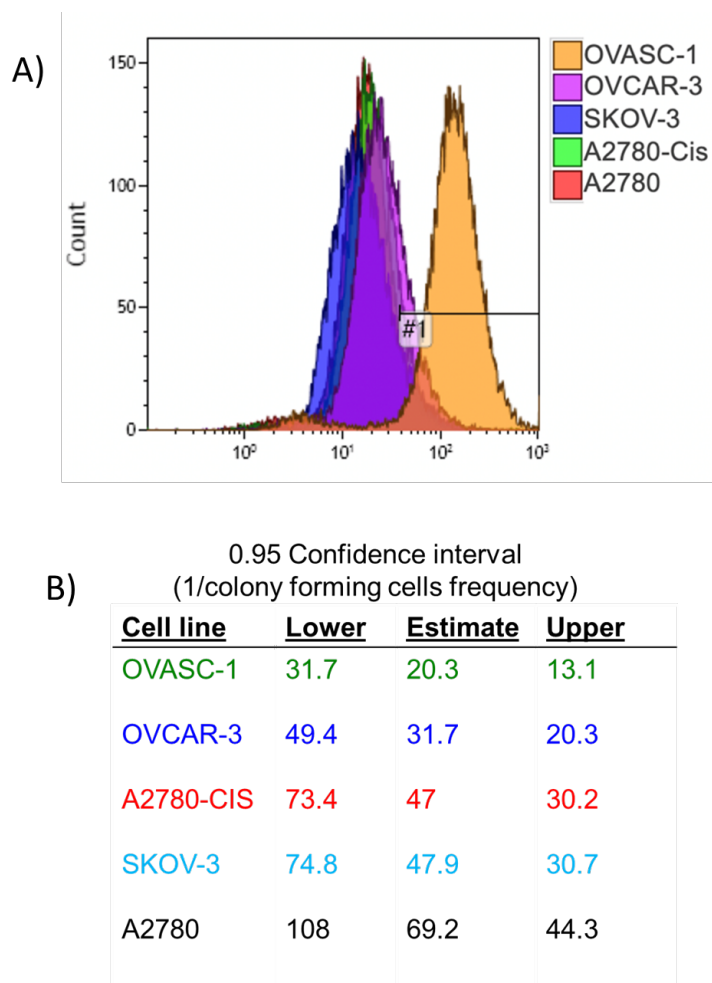 A)
150
100
50
0
Count
#1
10⁰
10¹
10²
10³
OVASC-1
OVCAR-3
SKOV-3
A2780-Cis
A2780
B)
0.95 Confidence interval
(1/colony forming cells frequency)
Cell line Lower Estimate Upper
OVASC-1 31.7 20.3 13.1
OVCAR-3 49.4 31.7 20.3
A2780-CIS 73.4 47 30.2
SKOV-3 74.8 47.9 30.7
A2780 108 69.2 44.3